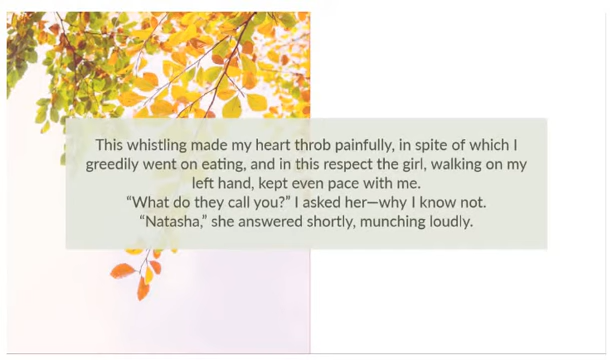 This whistling made my heart throb painfully, in spite of which I
greedily went on eating, and in this respect the girl, walking on my
left hand, kept even pace with me.
“What do they call you?” I asked her—why I know not.
“Natasha,” she answered shortly, munching loudly.